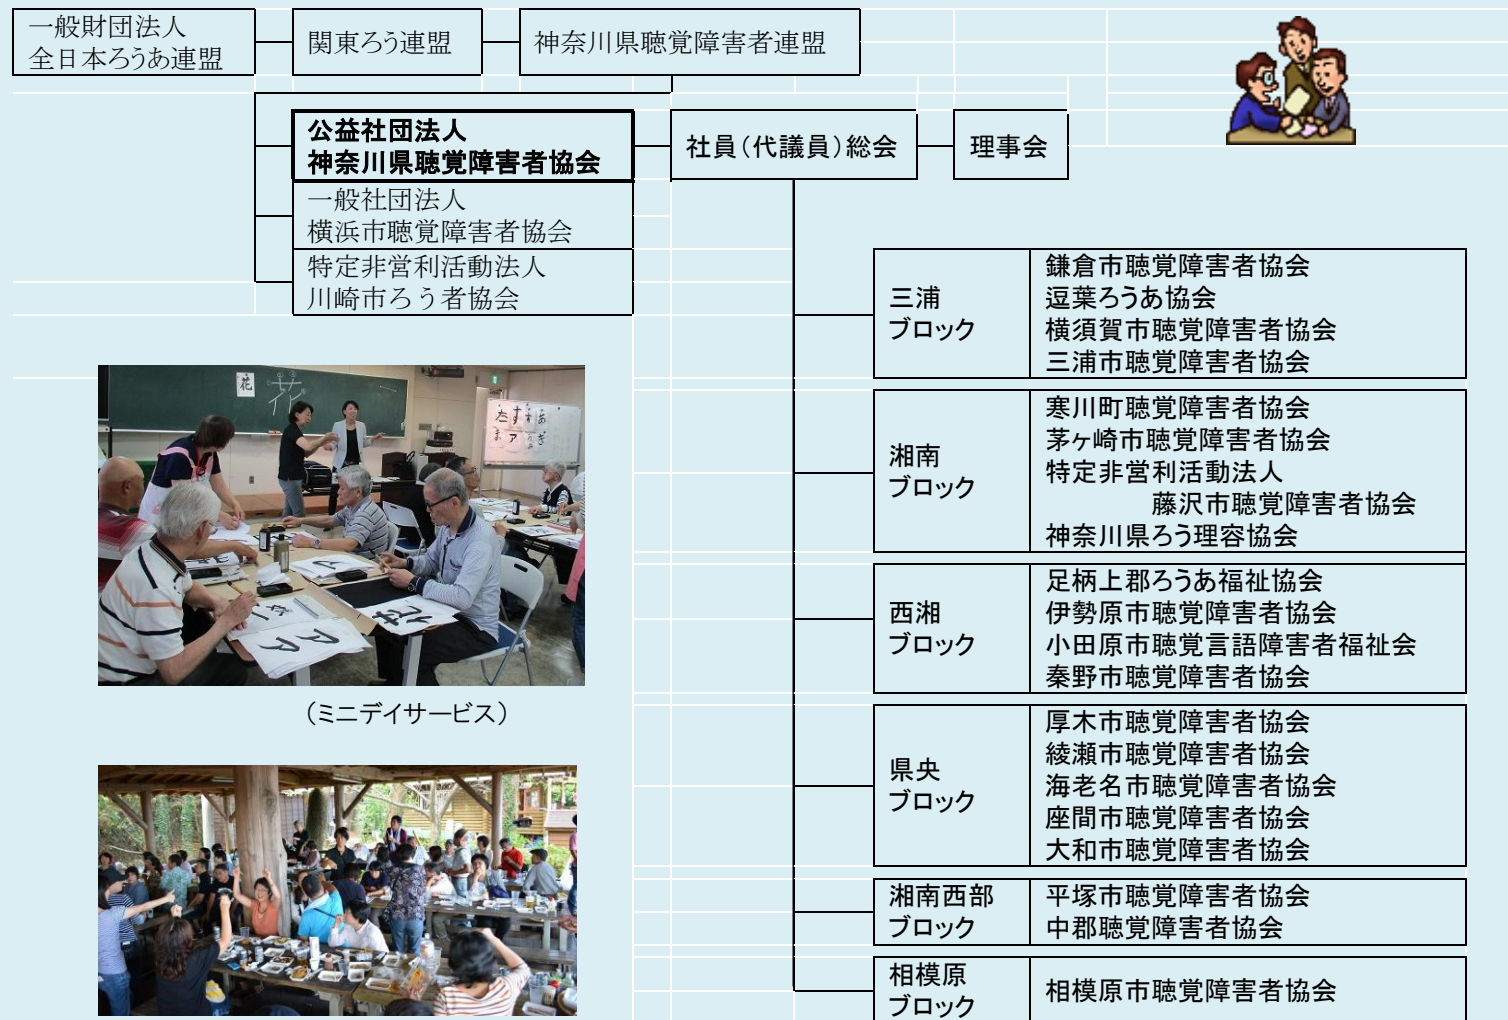 一般財団法人
全日本ろうあ連盟
関東ろう連盟
神奈川県聴覚障害者連盟
公益社団法人
神奈川県聴覚障害者協会
社員（代議員）総会
理事会
一般社団法人
横浜市聴覚障害者協会
特定非営利活動法人
川崎市ろう者協会
三浦
ブロック
鎌倉市聴覚障害者協会
逗葉ろうあ協会
横須賀市聴覚障害者協会
三浦市聴覚障害者協会
湘南
ブロック
寒川町聴覚障害者協会
茅ヶ崎市聴覚障害者協会
特定非営利活動法人
藤沢市聴覚障害者協会
神奈川県ろう理容協会
西湘
ブロック
足柄上郡ろうあ福祉協会
伊勢原市聴覚障害者協会
小田原市聴覚言語障害者福祉会
秦野市聴覚障害者協会
県央
ブロック
厚木市聴覚障害者協会
綾瀬市聴覚障害者協会
海老名市聴覚障害者協会
座間市聴覚障害者協会
大和市聴覚障害者協会
湘南西部
ブロック
平塚市聴覚障害者協会
中郡聴覚障害者協会
相模原
ブロック
相模原市聴覚障害者協会
花
花
（ミニデイサービス）